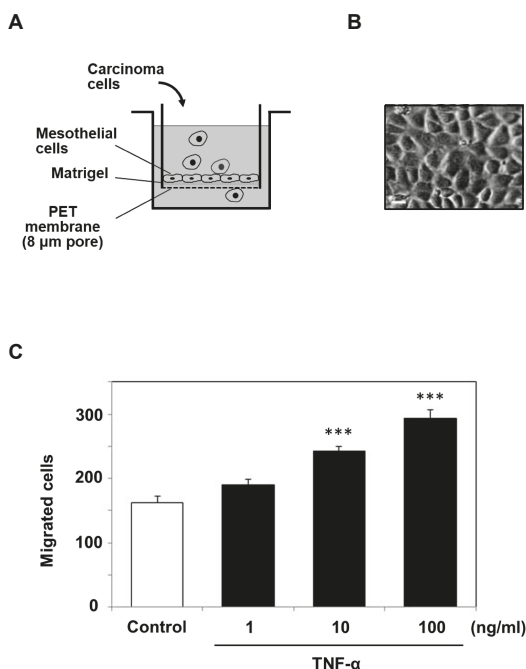 A
B
Carcinoma
cells
Mesothelial
cells
Matrigel
PET
membrane
(8 µm pore)
C
Migrated cells
300
200
100
0
***
***
Control
1
10
100
(ng/ml)
TNF-α